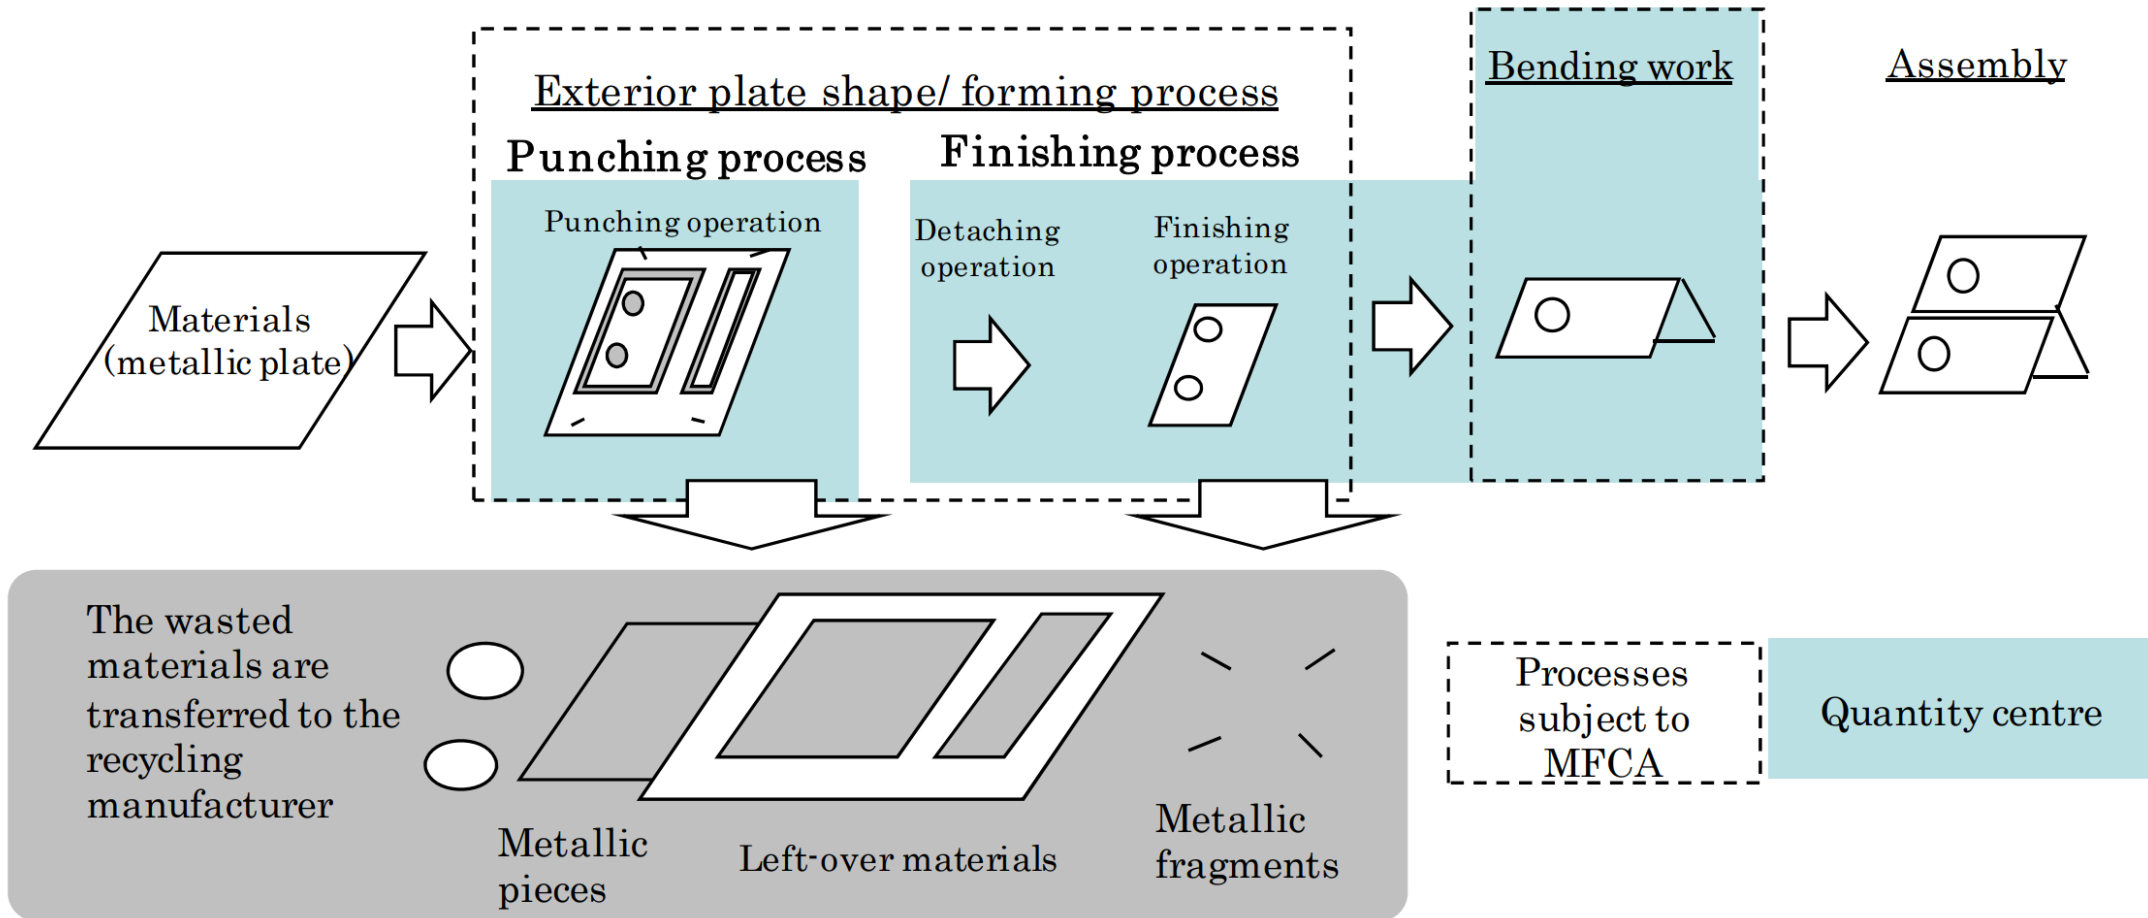 Exterior plate shape/ forming process
Bending work
Assembly
Punching process
Finishing process
Punching operation
Detaching
operation
Finishing
operation
Materials
(metallic plate)
The wasted
materials are
transferred to the
recycling
manufacturer
Metallic
pieces
Left-over materials
Metallic
fragments
Processes
subject to
MFCA
Quantity centre